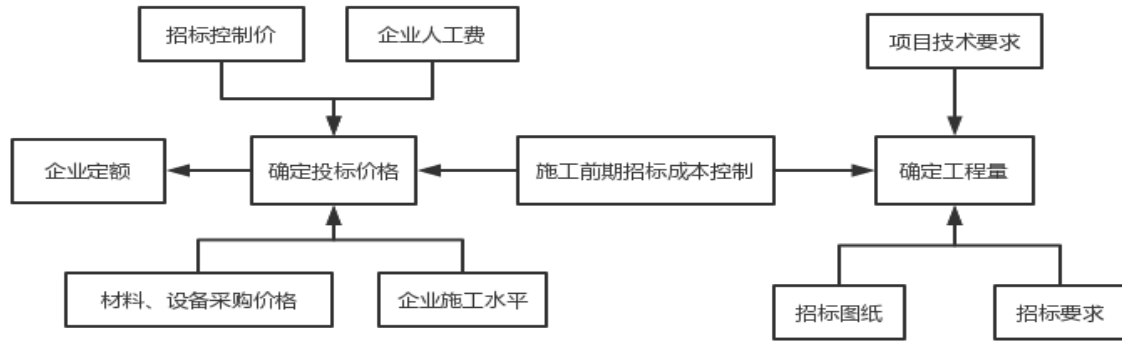 招标控制价
企业人工费
项目技术要求
企业定额
确定投标价格
施工前期招标成本控制
确定工程量
材料、设备采购价格
企业施工水平
招标图纸
招标要求